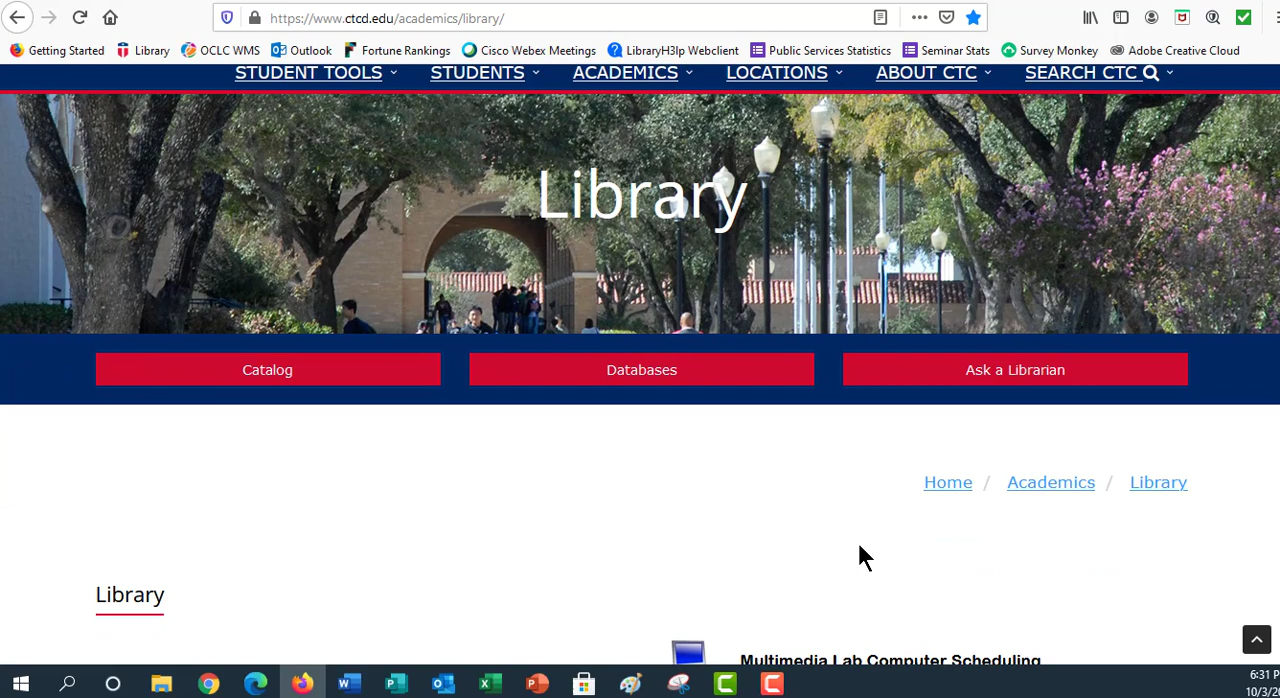 https://www.ctcd.edu/academics/library/
Getting Started Library OCLC WMS Outlook Fortune Rankings Cisco Webex Meetings LibraryH3lp Webclient Public Services Statistics Seminar Stats Survey Monkey Adobe Creative Cloud
STUDENT TOOLS STUDENTS ACADEMICS LOCATIONS ABOUT CTC SEARCH CTC
Library
Catalog Databases Ask a Librarian
Home / Academics / Library
Library
Multimedia Lab Computer Scheduling
6:31 P
10/3/20